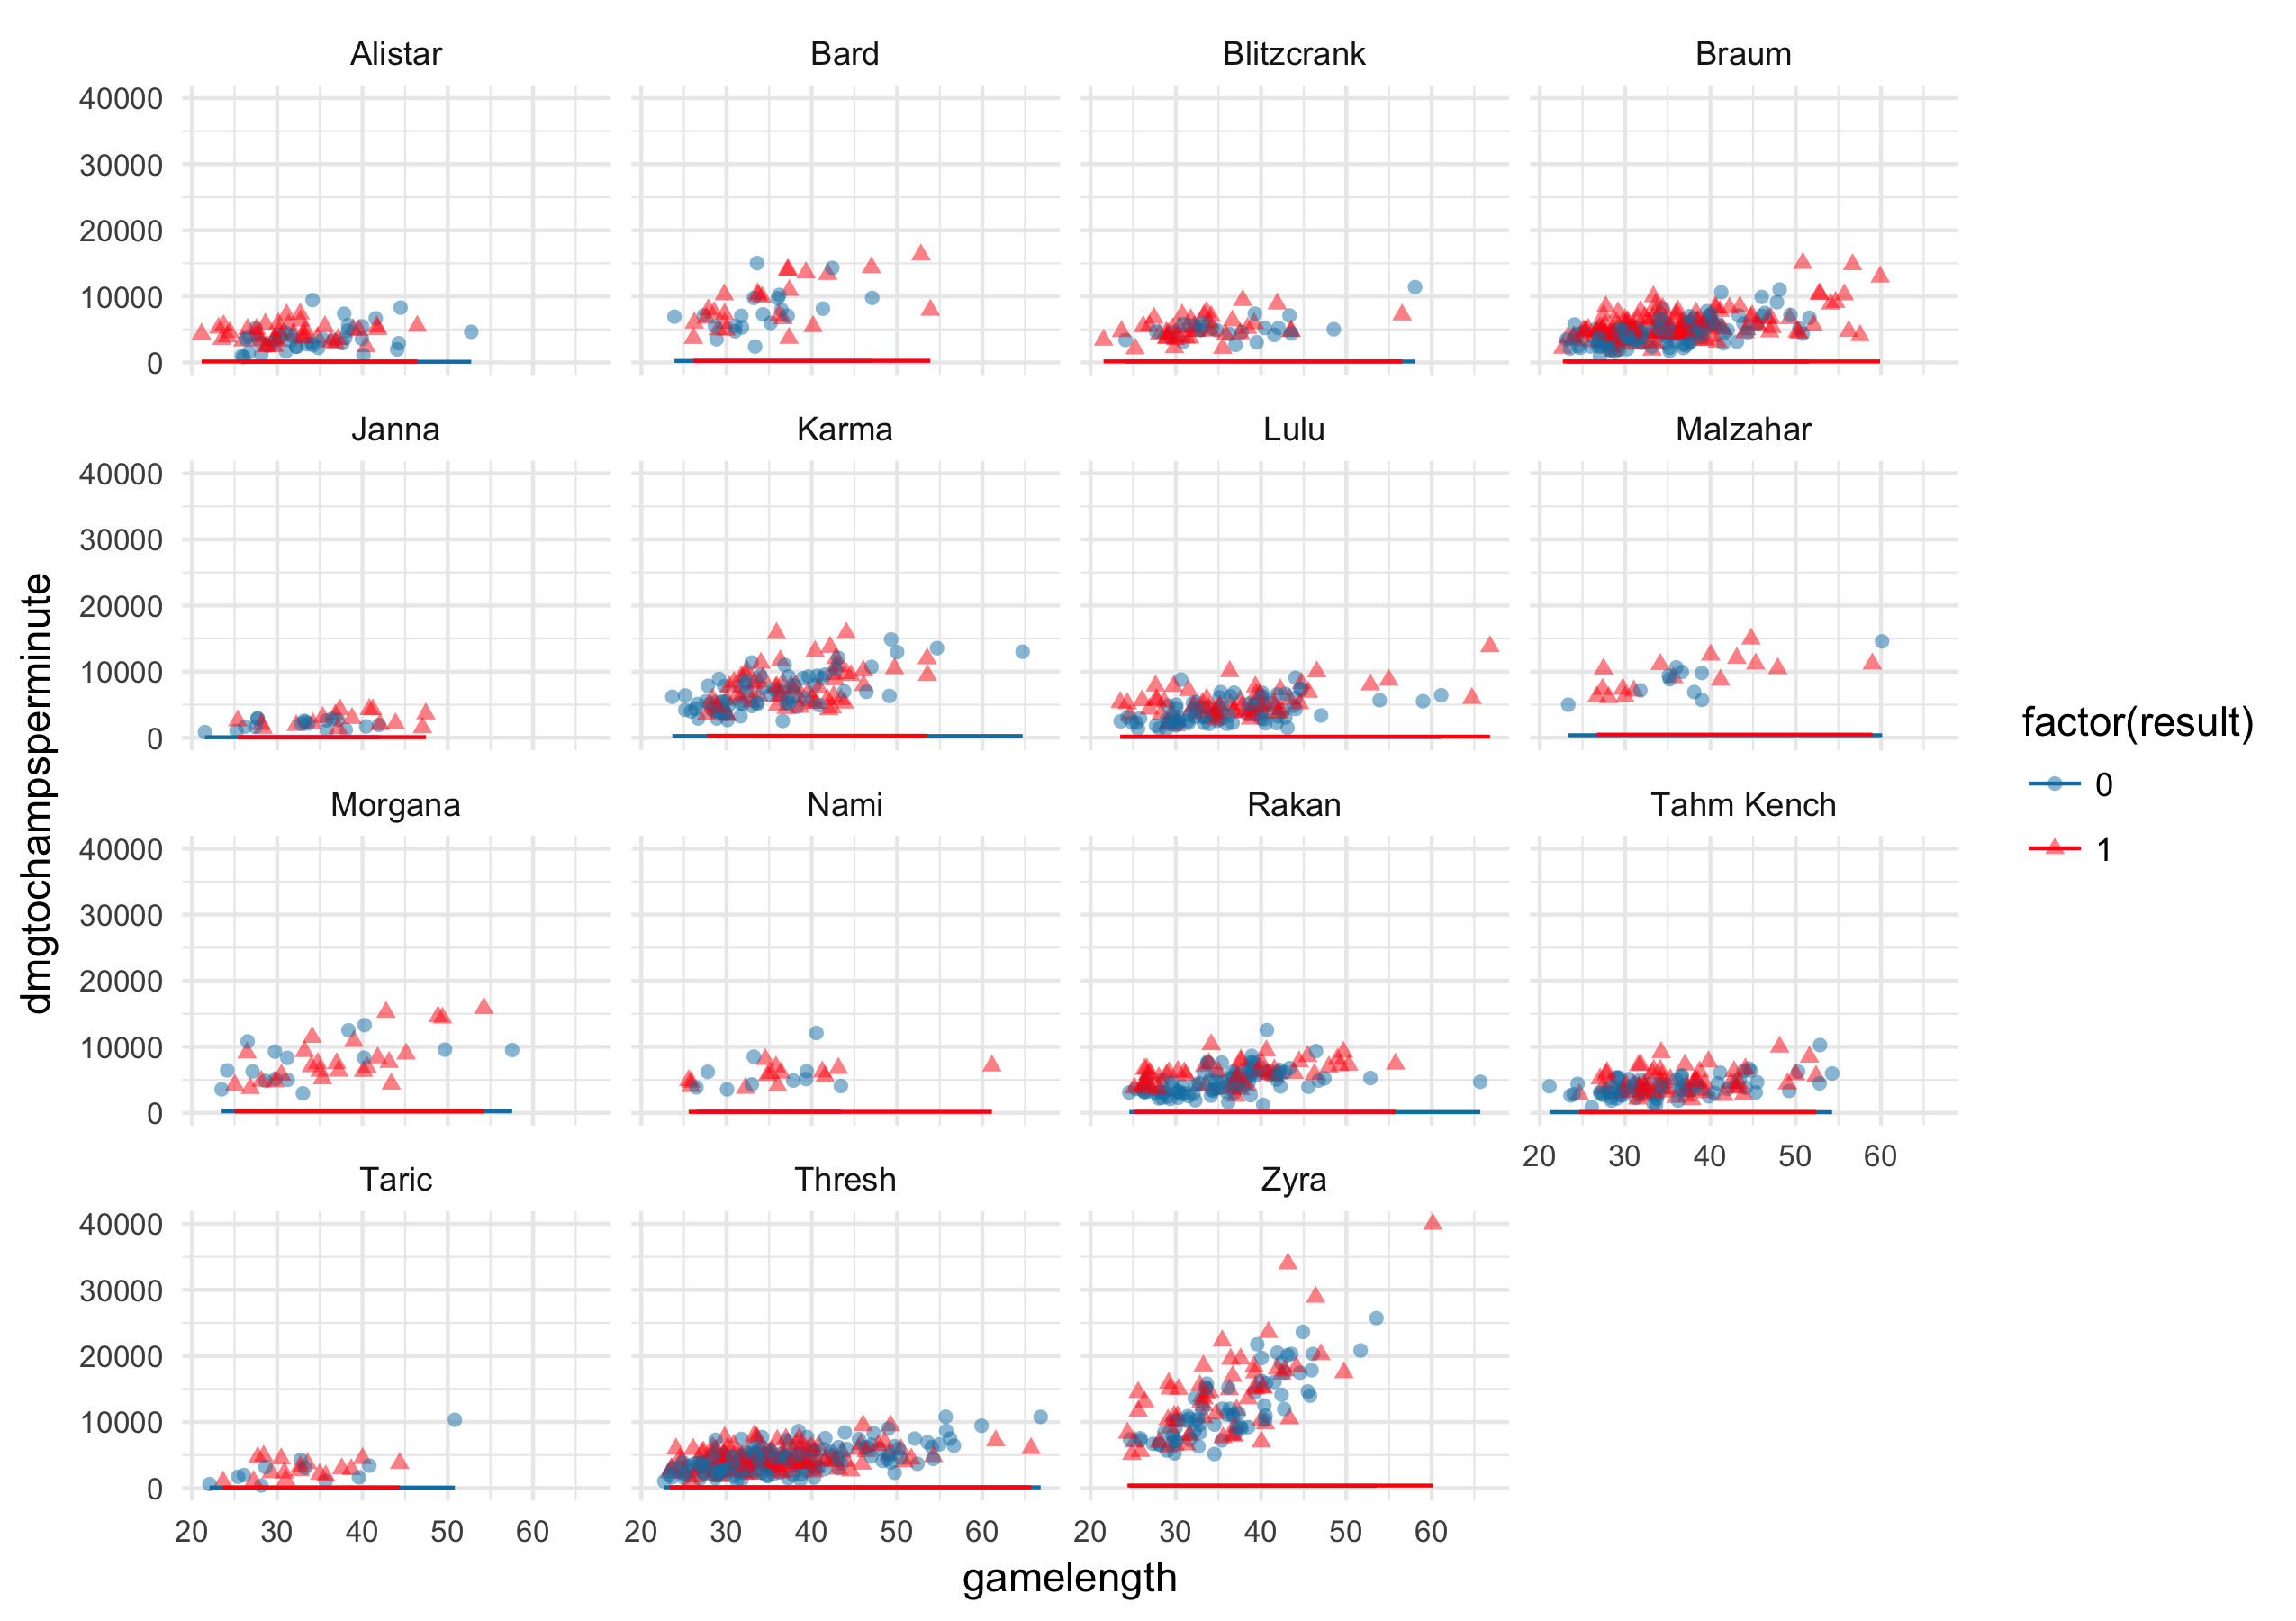 Alistar Bard Blitzcrank Braum
40000
30000
20000
10000
0
Janna Karma Lulu Malzahar
40000
30000
20000
10000
0
Morgana Nami Rakan Tahm Kench
40000
30000
20000
10000
0
20 30 40 50 60
Taric Thresh Zyra
40000
30000
20000
10000
0
20 30 40 50 60 20 30 40 50 60 20 30 40 50 60
gamelength
dmgtochampsperminute
factor(result)
0
1